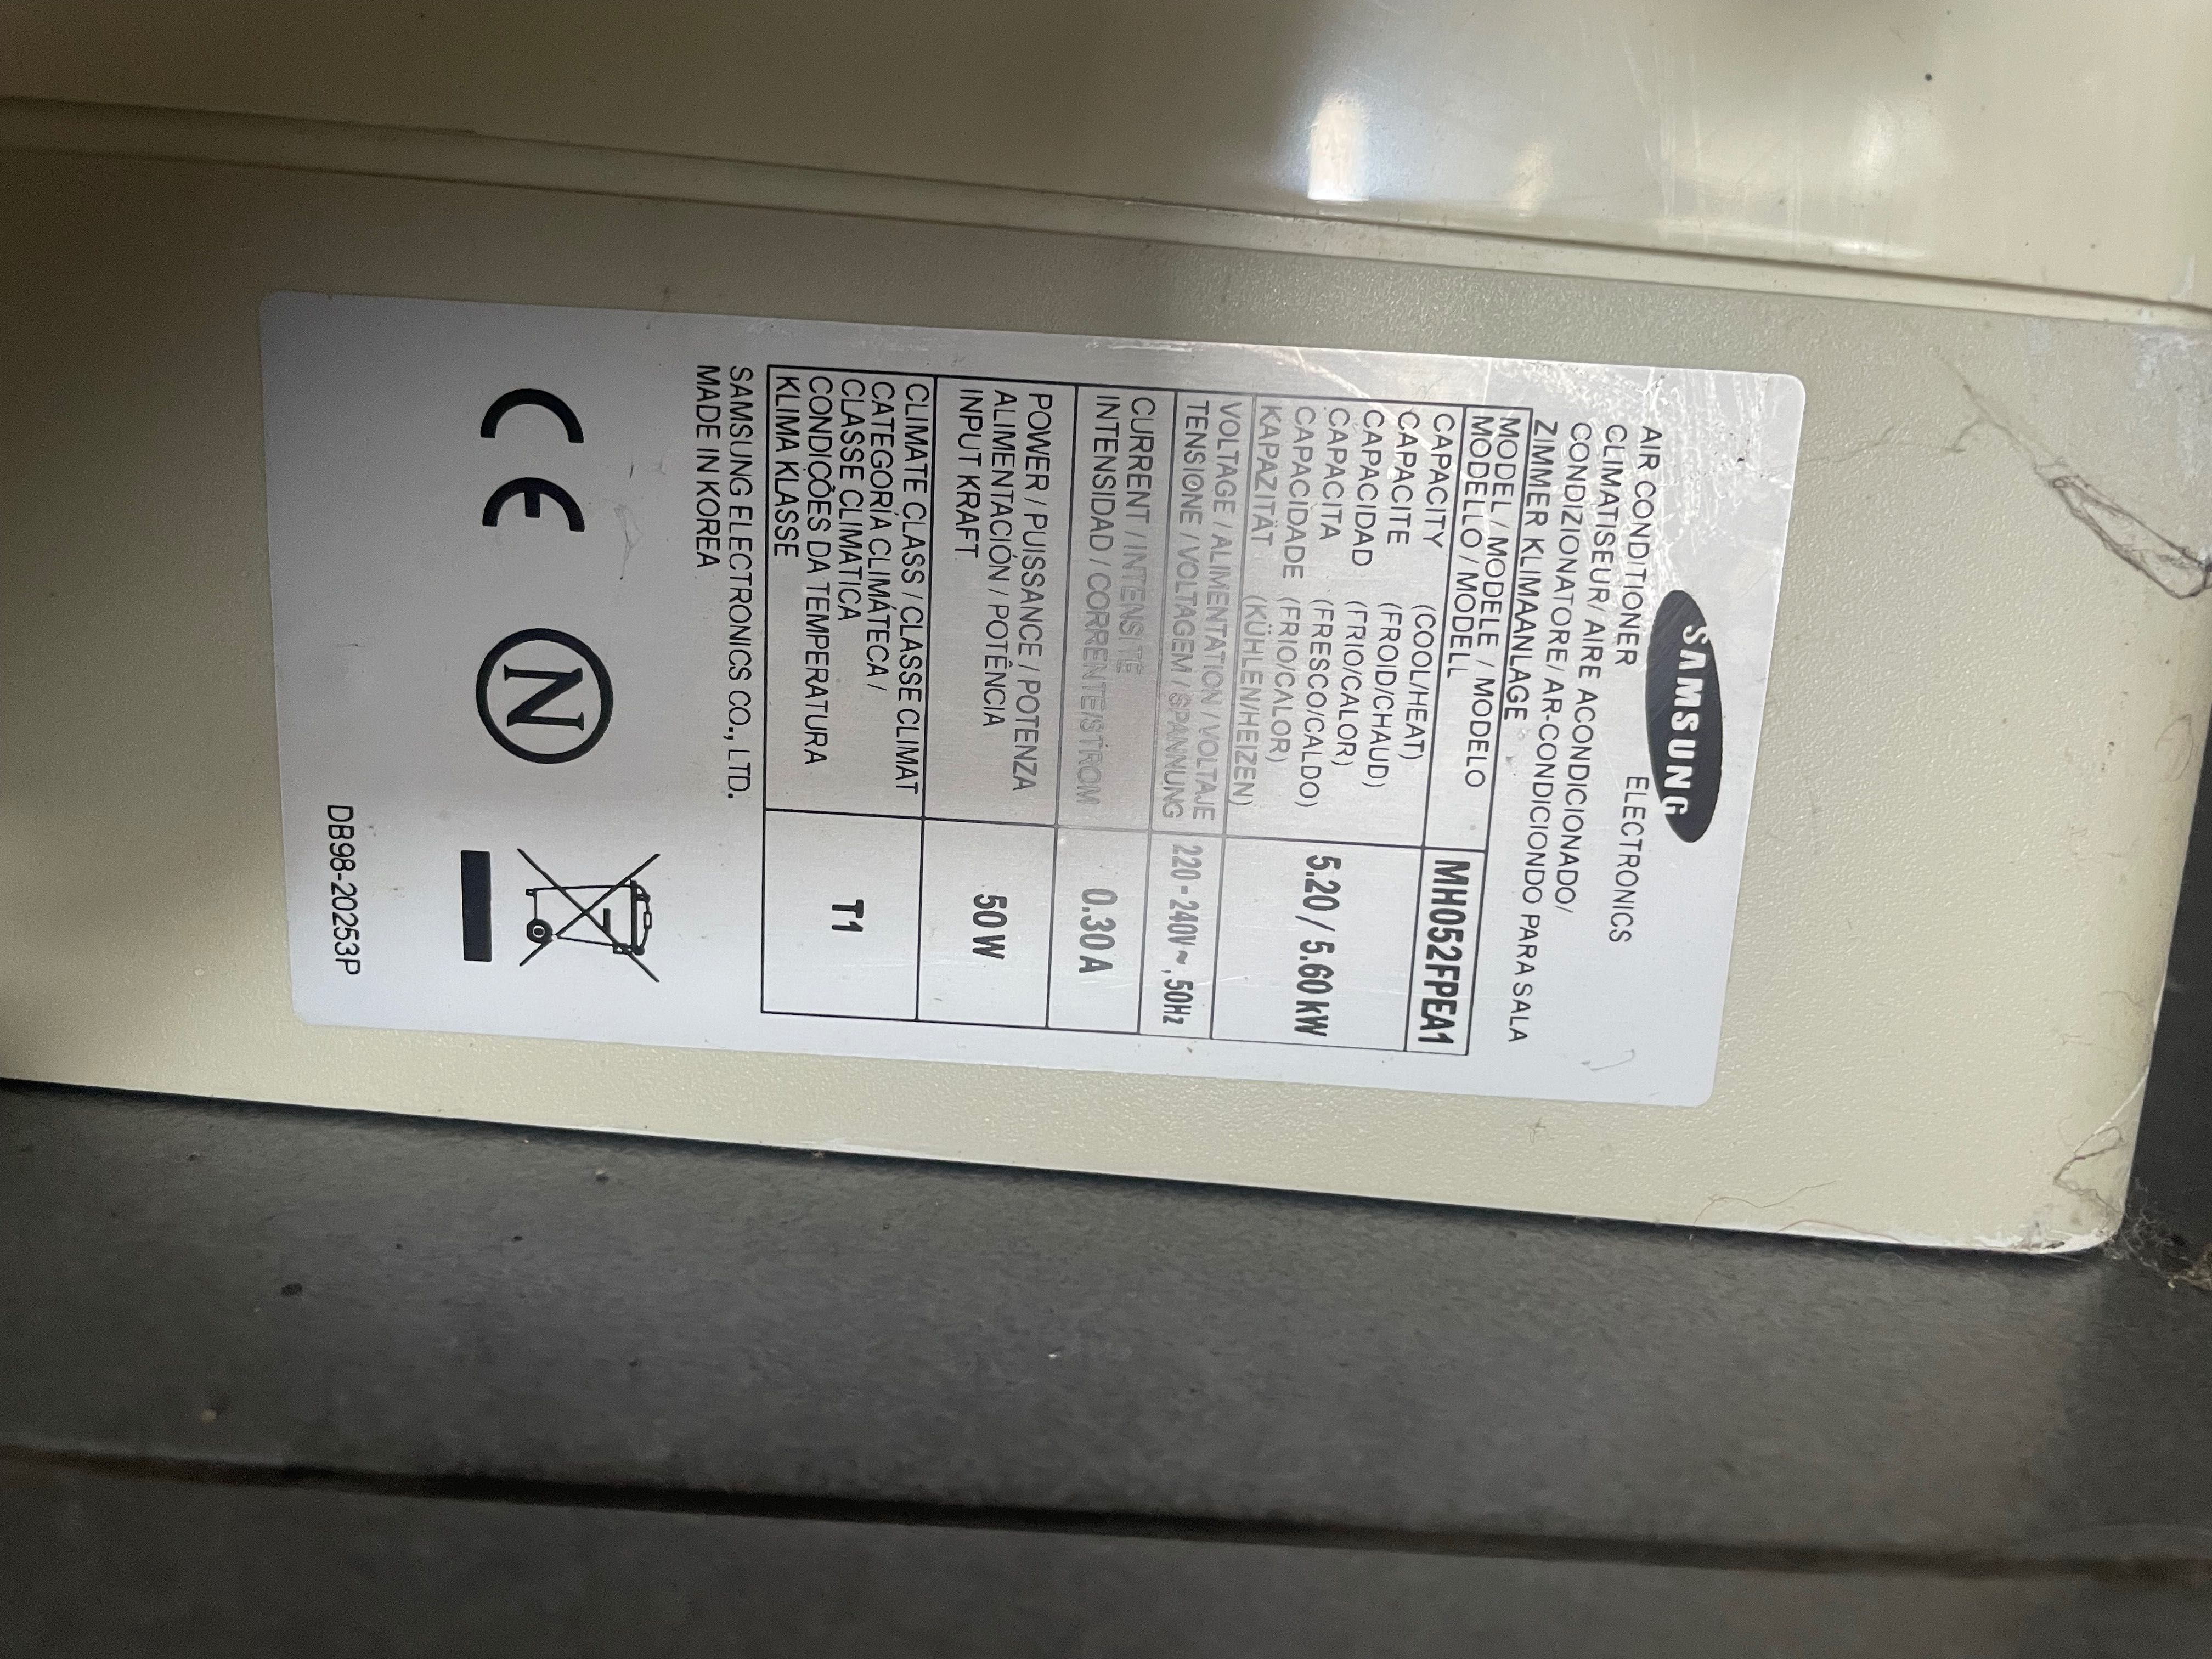 SAMSUNG
ELECTRONICS
AIR CONDITIONER
CLIMATISEUR/ AIRE ACONDICIONADO/
CONDIZIONATORE/ AR-CONDICIONDO PARA SALA
ZIMMER KLIMAANLAGE
MODEL / MODELE / MODELO
MODELLO / MODELL
MH052FPEA1
CAPACITY (COOL/HEAT)
CAPACITE (FROID/CHAUD)
CAPACIDAD (FRIO/CALOR)
CAPACITA (FRESCO/CALDO)
CAPACIDADE (FRIO/CALOR)
KAPAZITÄT (KÜHLEN/HEIZEN)
5.20 / 5.60 kW
VOLTAGE / ALIMENTATION / VOLTAJE
TENSIONE / VOLTAGEM / SPANNUNG
220 - 240V ~ , 50Hz
CURRENT / INTENSITE
INTENSIDAD / CORRENTE/STROM
0.30 A
POWER / PUISSANCE / POTENZA
ALIMENTACIÓN / POTÊNCIA
INPUT KRAFT
50 W
CLIMATE CLASS / CLASSE CLIMAT
CATEGORÍA CLIMÁTECA /
CLASSE CLIMATICA
CONDIÇÕES DA TEMPERATURA
KLIMA KLASSE
T1
SAMSUNG ELECTRONICS CO., LTD.
MADE IN KOREA
CE N
DB98-20253P